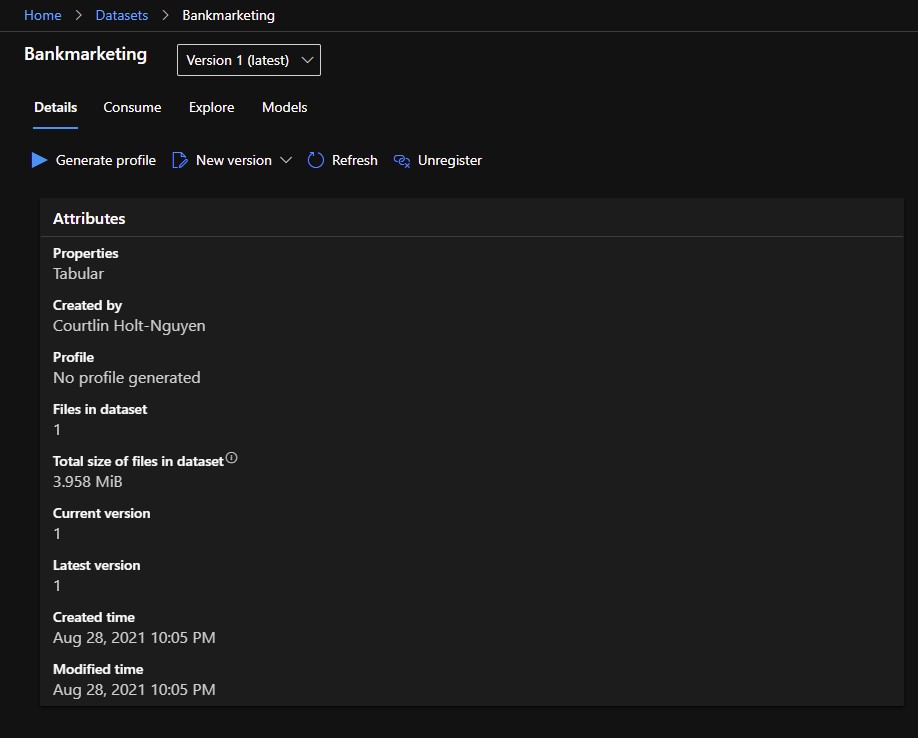 Home > Datasets > Bankmarketing
Bankmarketing Version 1 (latest)
Details Consume Explore Models
Generate profile New version Refresh Unregister
Attributes
Properties
Tabular
Created by
Courtlin Holt-Nguyen
Profile
No profile generated
Files in dataset
1
Total size of files in dataset
3.958 MiB
Current version
1
Latest version
1
Created time
Aug 28, 2021 10:05 PM
Modified time
Aug 28, 2021 10:05 PM